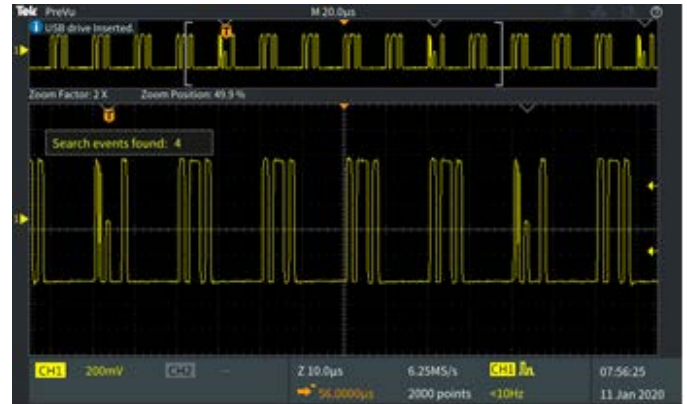 Tek PreVu M 20.0µs
USB drive Inserted.
Zoom Factor: 2 X Zoom Position: 49.9 %
Search events found: 4
CH1 200mV CH2 --- Z 10.0µs 6.25MS/s CH1 07:56:25
56.0000µs 2000 points <10Hz 11 Jan 2020